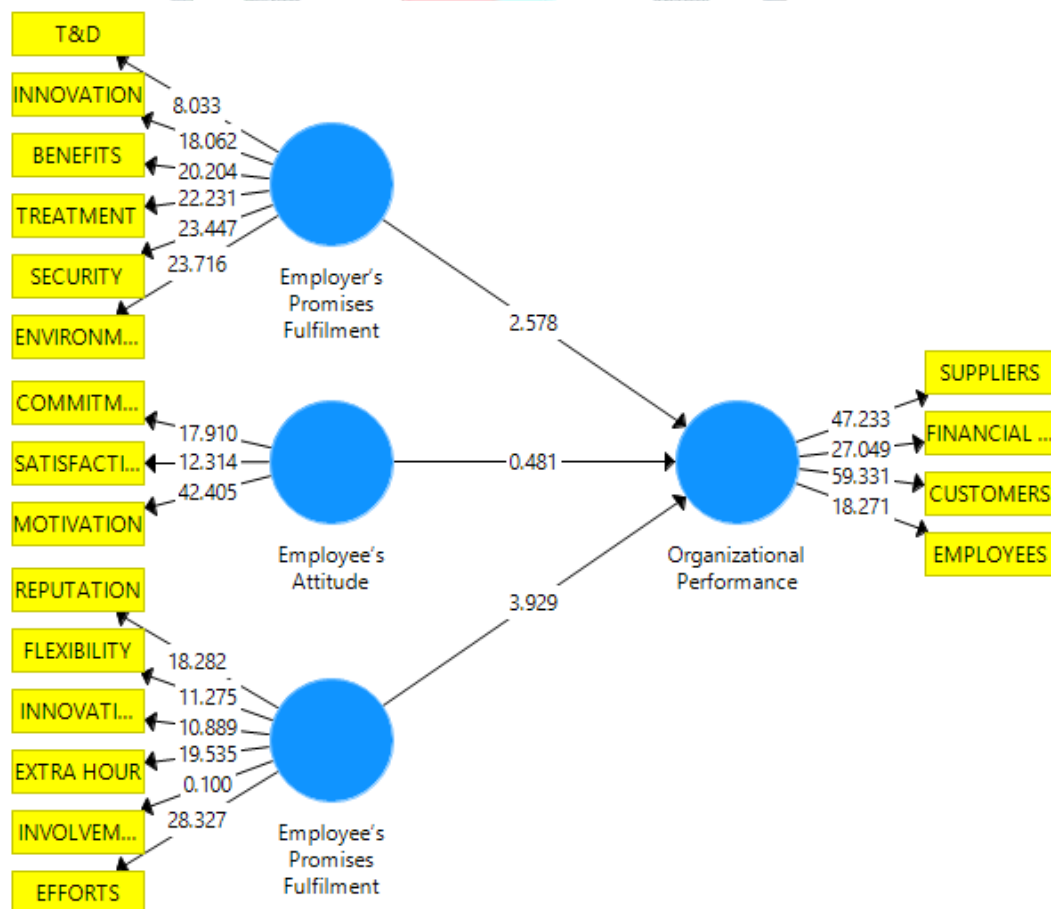 T&D
INNOVATION
BENEFITS
TREATMENT
SECURITY
ENVIRONM...
8.033
18.062
20.204
22.231
23.447
23.716
Employer's
Promises
Fulfilment
2.578
COMMITM...
SATISFACTI...
MOTIVATION
17.910
12.314
42.405
Employee's
Attitude
0.481
REPUTATION
FLEXIBILITY
INNOVATI...
EXTRA HOUR
INVOLVEM...
EFFORTS
18.282
11.275
10.889
19.535
0.100
28.327
Employee's
Promises
Fulfilment
3.929
Organizational
Performance
47.233
27.049
59.331
18.271
SUPPLIERS
FINANCIAL ...
CUSTOMERS
EMPLOYEES